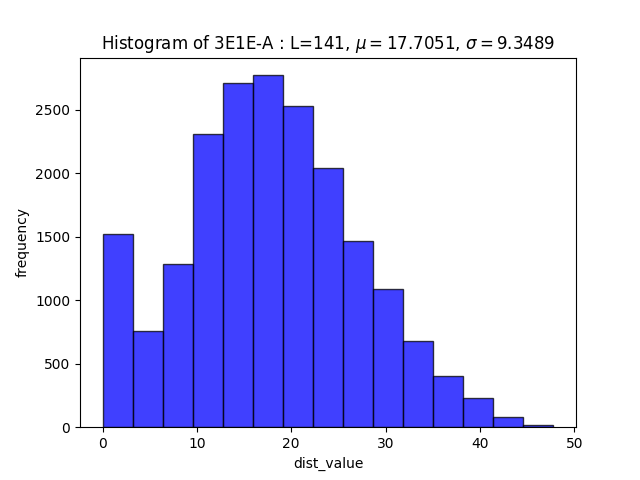 Histogram of 3E1E-A : L=141, μ = 17.7051, σ = 9.3489
frequency
2500
2000
1500
1000
500
0
0 10 20 30 40 50
dist_value